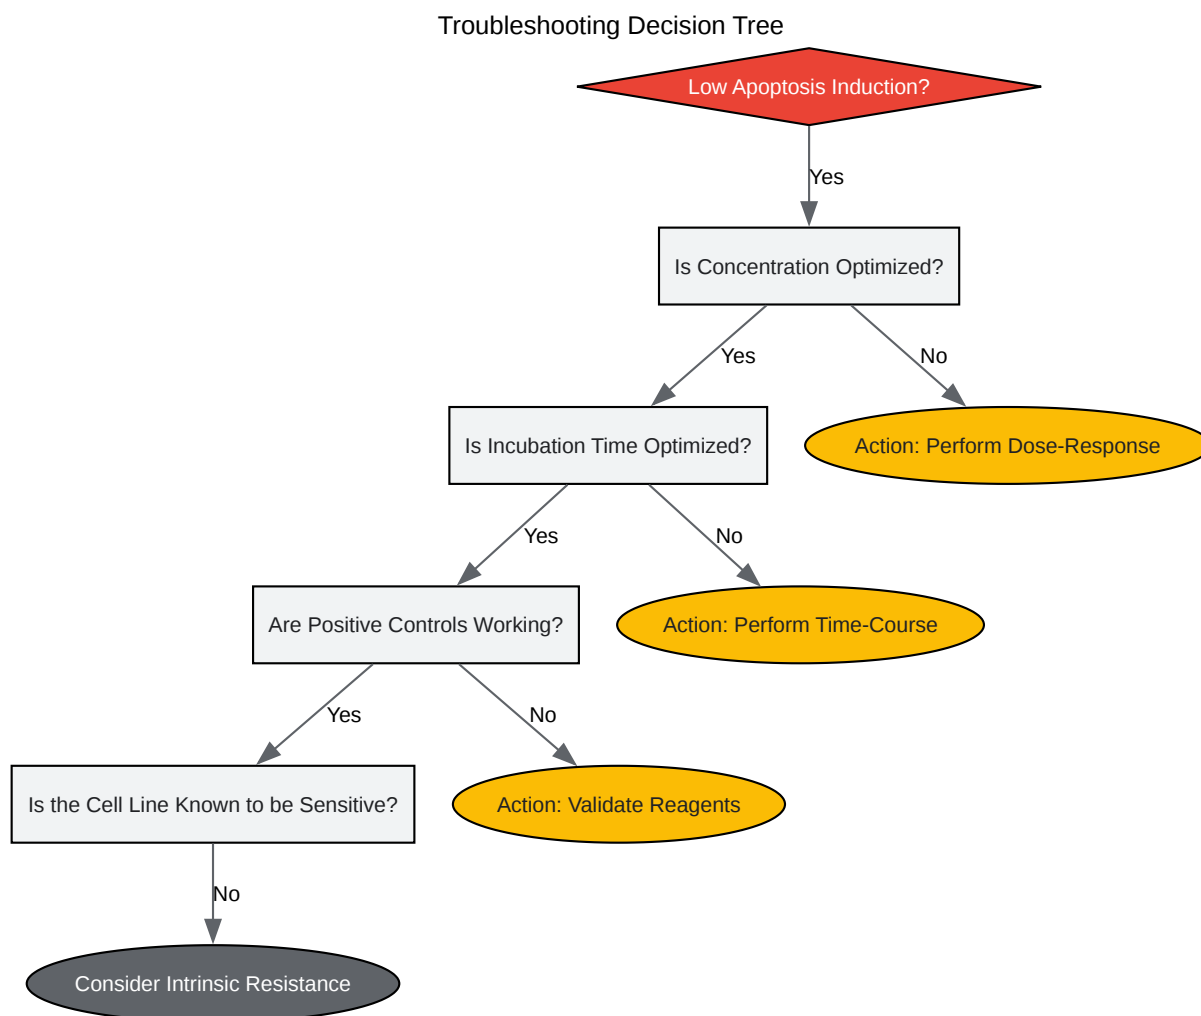 Troubleshooting Decision Tree
Low Apoptosis Induction?
Yes
Is Concentration Optimized?
Yes
No
Is Incubation Time Optimized?
Action: Perform Dose-Response
Yes
No
Are Positive Controls Working?
Action: Perform Time-Course
Yes
No
Is the Cell Line Known to be Sensitive?
Action: Validate Reagents
No
Consider Intrinsic Resistance